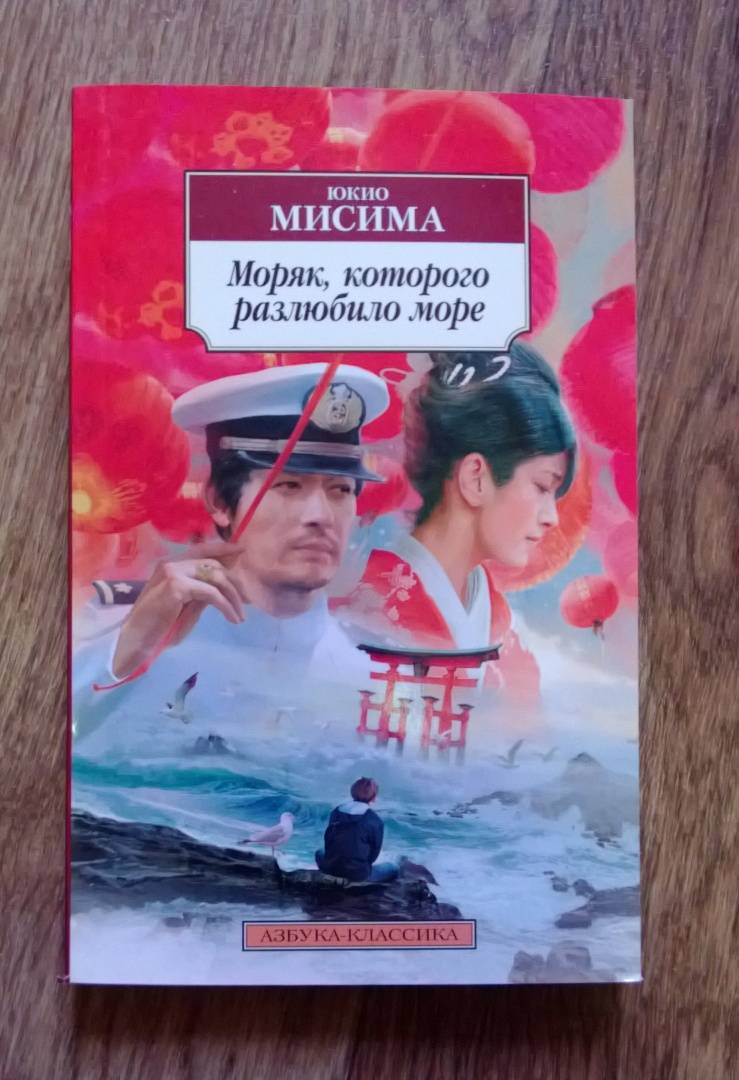 ЮКИО
МИСИМА
Моряк, которого
разлюбило море
АЗБУКА-КЛАССИКА